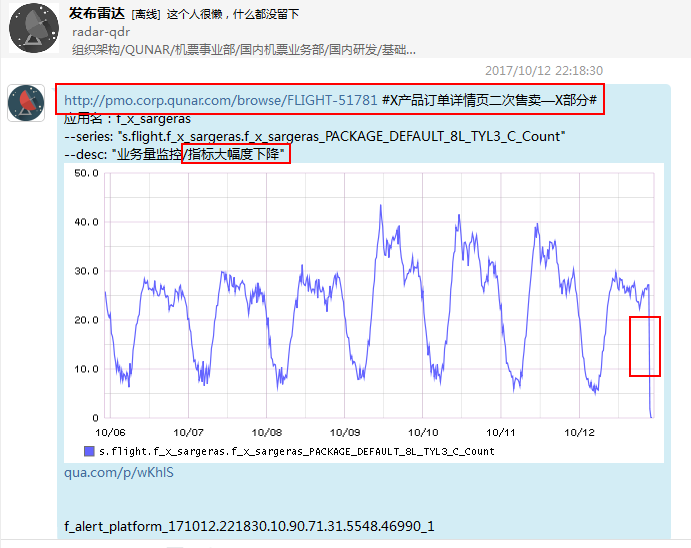 发布雷达 [离线] 这个人很懒，什么都没留下
radar-qdr
组织架构/QUNAR/机票事业部/国内机票业务部/国内研发/基础...
2017/10/12 22:18:30
http://pmo.corp.qunar.com/browse/FLIGHT-51781 #X产品订单详情页二次售卖—X部分#
应用名：f_x_sargeras
--series: "s.flight.f_x_sargeras.f_x_sargeras_PACKAGE_DEFAULT_8L_TYL3_C_Count"
--desc: "业务量监控/指标大幅度下降"
50.0
40.0
30.0
20.0
10.0
0
10/06 10/07 10/08 10/09 10/10 10/11 10/12
s.flight.f_x_sargeras.f_x_sargeras_PACKAGE_DEFAULT_8L_TYL3_C_Count
qua.com/p/wKhlS
f_alert_platform_171012.221830.10.90.71.31.5548.46990_1